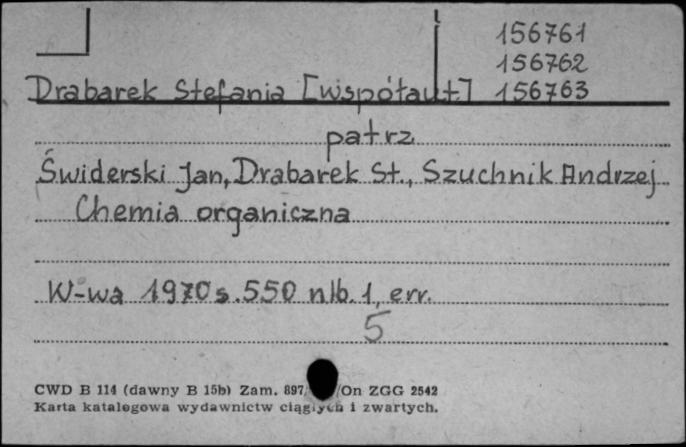 156761
156762
Drabarek Stefania [współaut.] 156763
patrz
Świderski Jan, Drabarek St., Szuchnik Andrzej
Chemia organiczna
W-wa 1970 s. 550 nlb. 1, err.
5
CWD B 114 (dawny B 15b) Zam. 897/ /On ZGG 2542
Karta katalogowa wydawnictw ciągłych i zwartych.